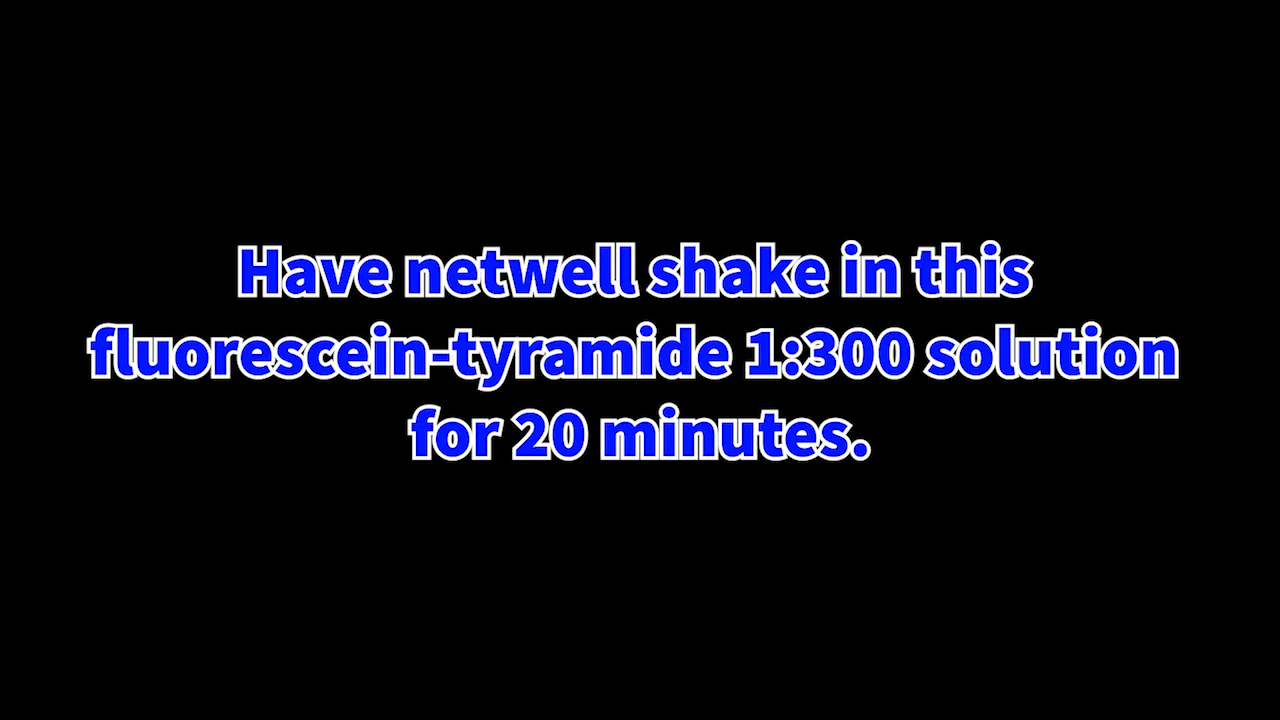 Have netwell shake in this
fluorescein-tyramide 1:300 solution
for 20 minutes.